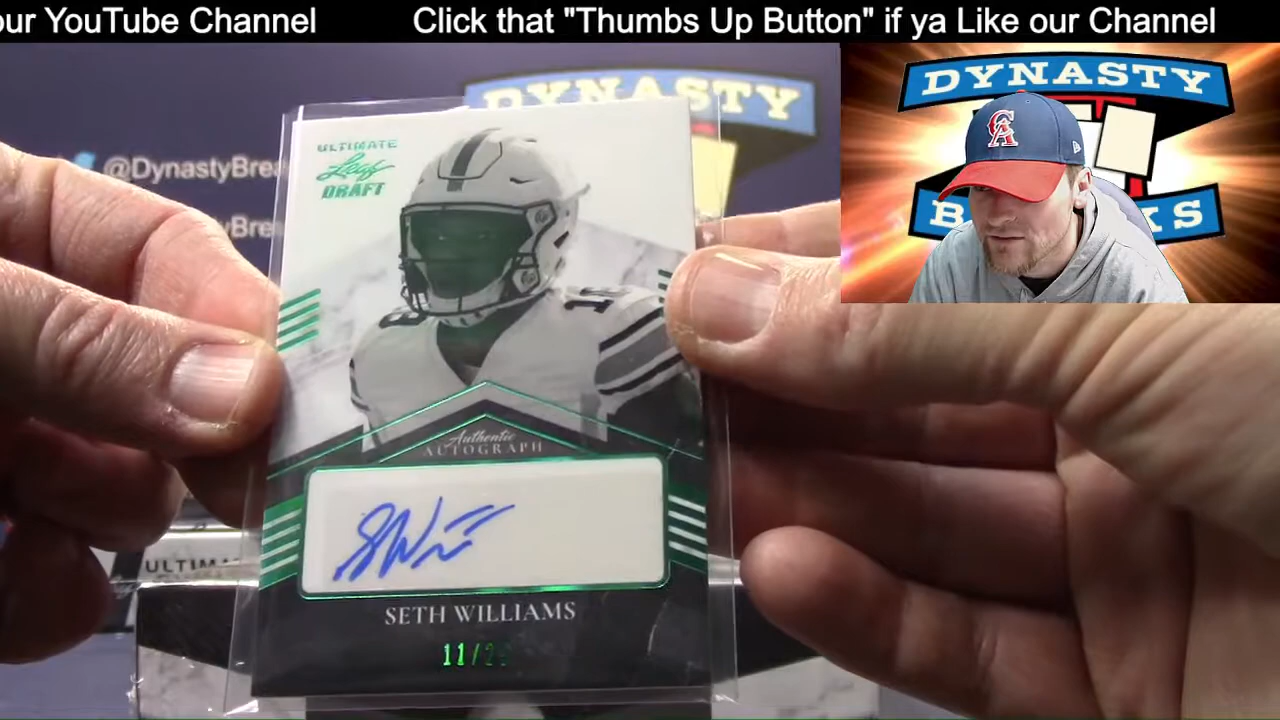 our YouTube Channel Click that "Thumbs Up Button" if ya Like our Channel
DYNASTY
DYNASTY
@DynastyBrea
ULTIMATE
Leaf
DRAFT
Authentic
AUTOGRAPH
SETH WILLIAMS